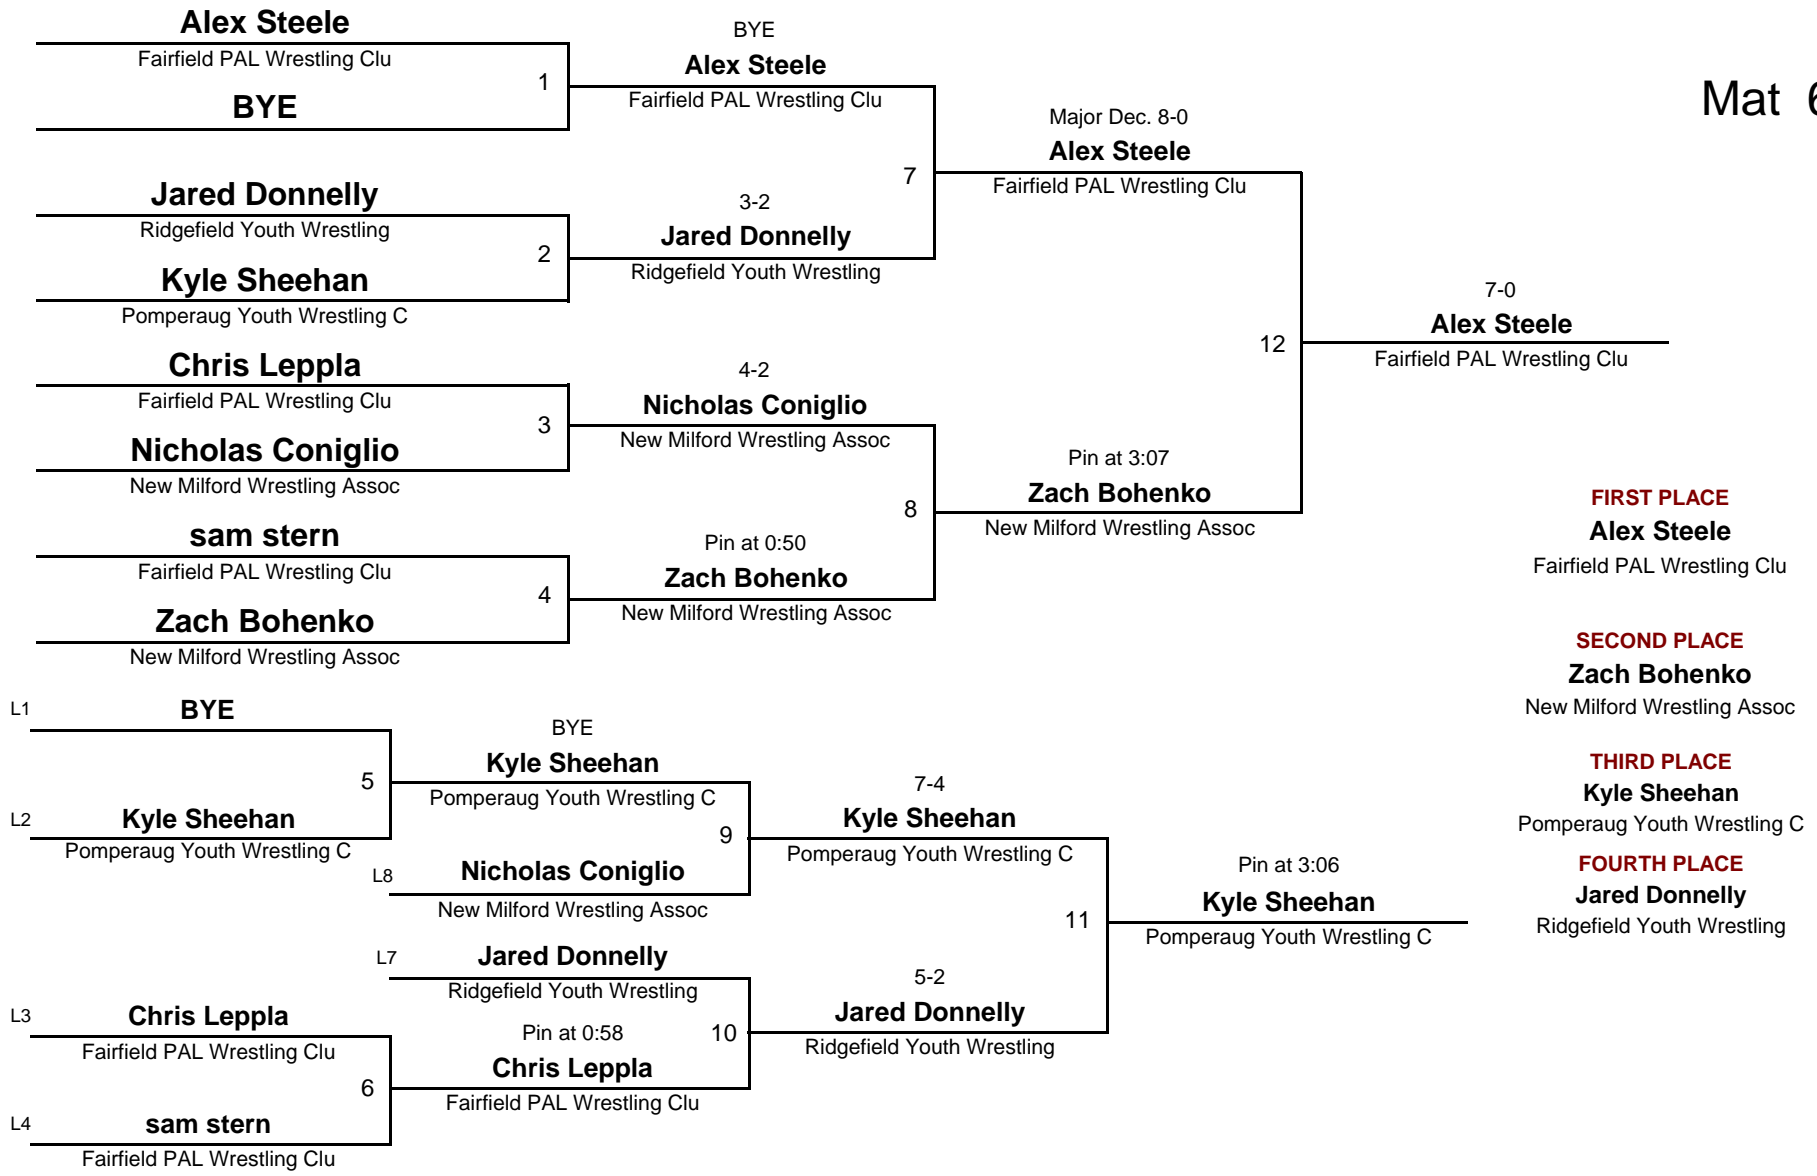 Alex Steele
Fairfield PAL Wrestling Clu
1
BYE
BYE
Alex Steele
Fairfield PAL Wrestling Clu
Mat 6
Jared Donnelly
Ridgefield Youth Wrestling
2
Kyle Sheehan
Pomperaug Youth Wrestling C
3-2
Jared Donnelly
Ridgefield Youth Wrestling
7
Major Dec. 8-0
Alex Steele
Fairfield PAL Wrestling Clu
Chris Leppla
Fairfield PAL Wrestling Clu
3
Nicholas Coniglio
New Milford Wrestling Assoc
4-2
Nicholas Coniglio
New Milford Wrestling Assoc
sam stern
Fairfield PAL Wrestling Clu
4
Zach Bohenko
New Milford Wrestling Assoc
Pin at 0:50
Zach Bohenko
New Milford Wrestling Assoc
8
Pin at 3:07
Zach Bohenko
New Milford Wrestling Assoc
12
7-0
Alex Steele
Fairfield PAL Wrestling Clu
FIRST PLACE
Alex Steele
Fairfield PAL Wrestling Clu
SECOND PLACE
Zach Bohenko
New Milford Wrestling Assoc
THIRD PLACE
Kyle Sheehan
Pomperaug Youth Wrestling C
FOURTH PLACE
Jared Donnelly
Ridgefield Youth Wrestling
L1
BYE
5
L2
Kyle Sheehan
Pomperaug Youth Wrestling C
BYE
Kyle Sheehan
Pomperaug Youth Wrestling C
9
L8
Nicholas Coniglio
New Milford Wrestling Assoc
7-4
Kyle Sheehan
Pomperaug Youth Wrestling C
L7
Jared Donnelly
Ridgefield Youth Wrestling
L3
Chris Leppla
Fairfield PAL Wrestling Clu
6
L4
sam stern
Fairfield PAL Wrestling Clu
Pin at 0:58
Chris Leppla
Fairfield PAL Wrestling Clu
10
5-2
Jared Donnelly
Ridgefield Youth Wrestling
11
Pin at 3:06
Kyle Sheehan
Pomperaug Youth Wrestling C